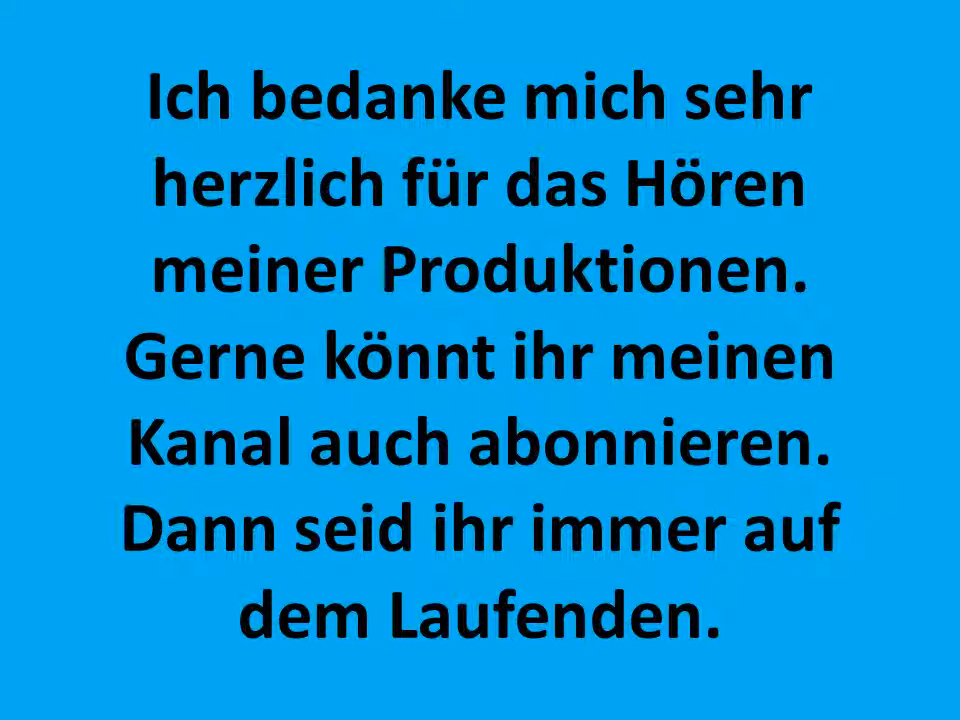 Ich bedanke mich sehr
herzlich für das Hören
meiner Produktionen.
Gerne könnt ihr meinen
Kanal auch abonnieren.
Dann seid ihr immer auf
dem Laufenden.